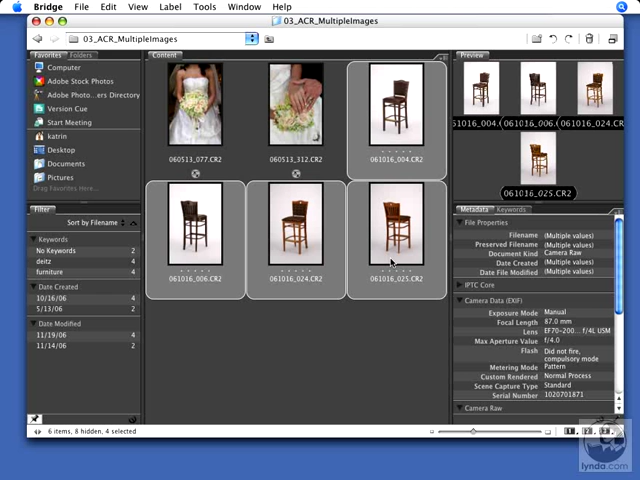 Bridge File Edit View Label Tools Window Help
03_ACR_MultipleImages
03_ACR_MultipleImages
Favorites Folders
Computer
Adobe Stock Photos
Adobe Photo...ers Directory
Version Cue
Start Meeting
katrin
Desktop
Documents
Pictures
Drag Favorites Here...
Filter
Sort by Filename
Keywords
No Keywords 2
deitz 4
furniture 4
Date Created
10/16/06 4
5/13/06 2
Date Modified
11/19/06 4
11/14/06 2
Content
060513_077.CR2
060513_312.CR2
061016_004.CR2
061016_006.CR2
061016_024.CR2
061016_025.CR2
Preview
061016_004.C
061016_006.C
061016_024.C
061016_025.CR2
Metadata Keywords
File Properties
Filename (Multiple values)
Preserved Filename (Multiple values)
Document Kind Camera Raw
Date Created (Multiple values)
Date File Modified (Multiple values)
IPTC Core
Camera Data (EXIF)
Exposure Mode Manual
Focal Length 87.0 mm
Lens EF70-200... f/4L USM
Max Aperture Value f/4.0
Flash Did not fire, compulsory mode
Metering Mode Pattern
Custom Rendered Normal Process
Scene Capture Type Standard
Serial Number 1020701871
Camera Raw
6 items, 8 hidden, 4 selected
1 2 3
lynda.com